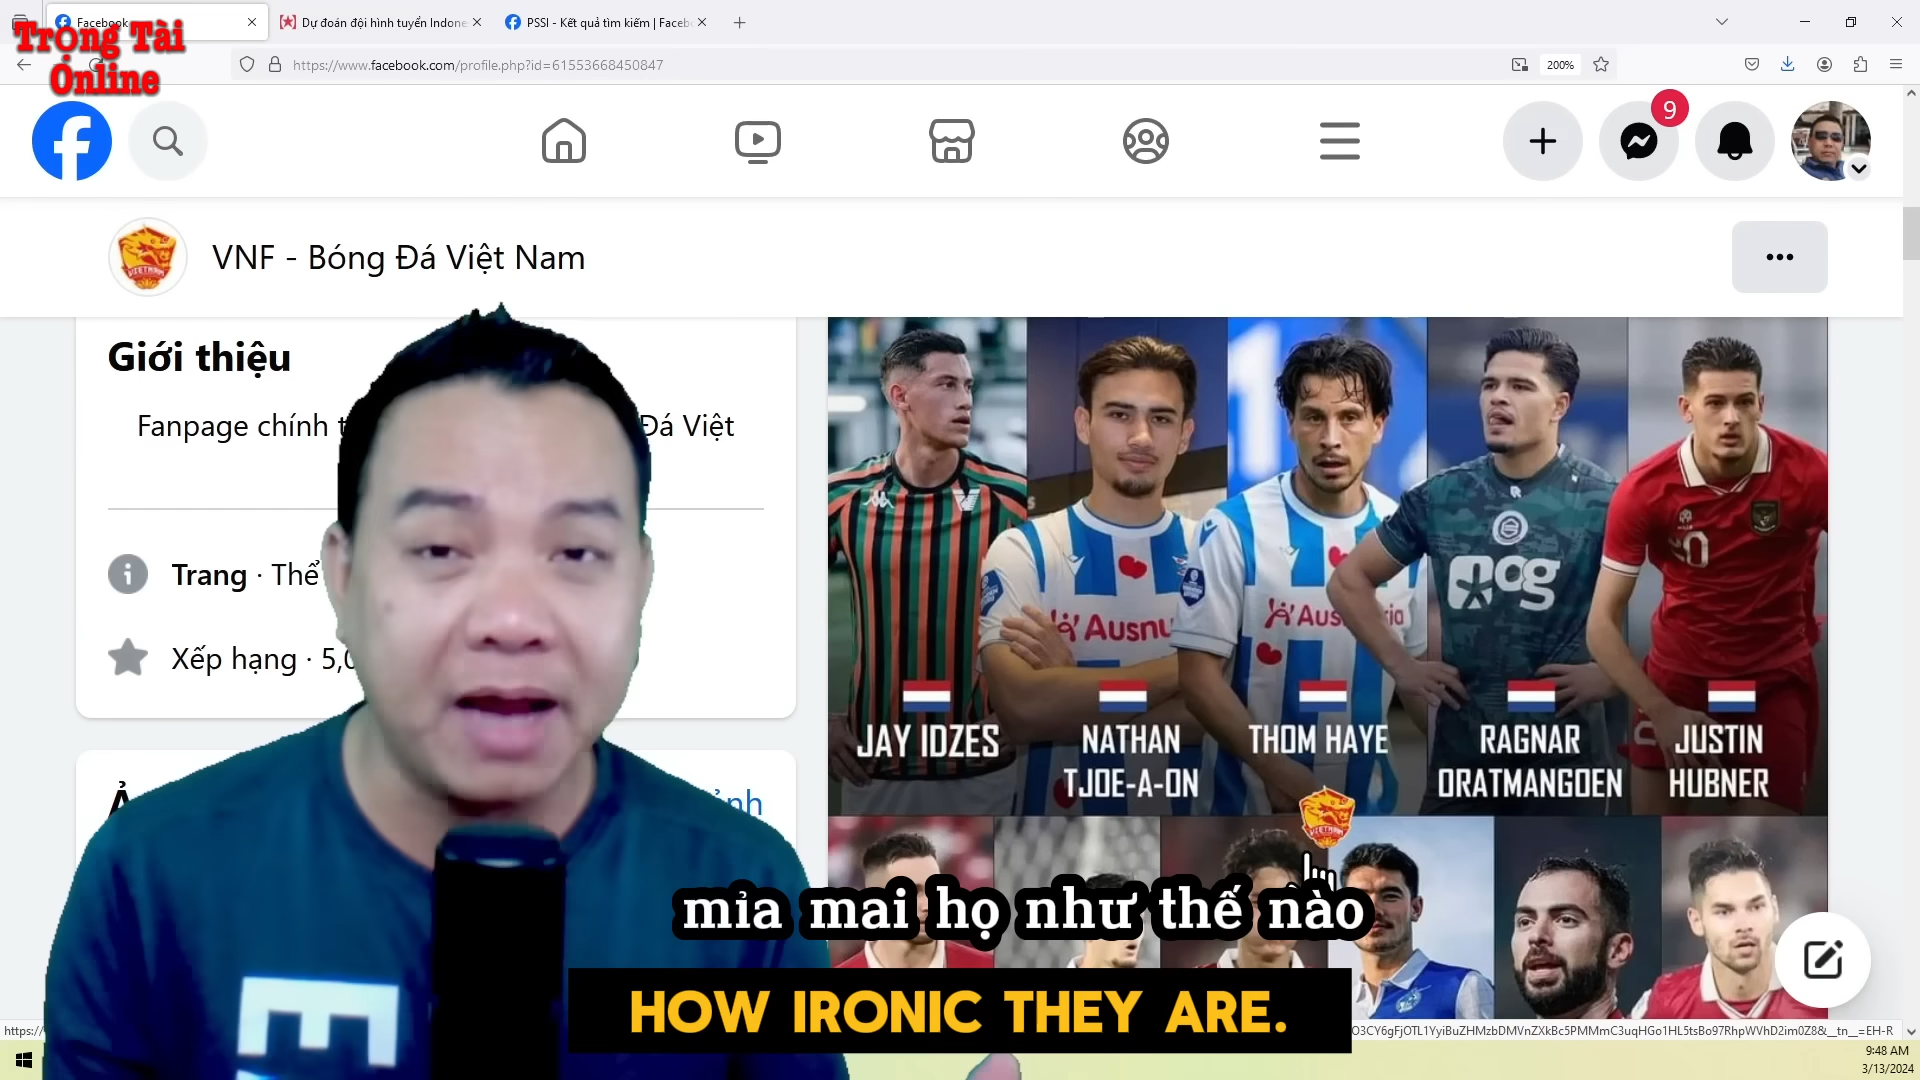 Facebook
Dự đoán đội hình tuyển Indone
PSSI - Kết quả tìm kiếm | Faceb
Trọng Tài
Online
https://www.facebook.com/profile.php?id=61553668450847
200%
9
VNF - Bóng Đá Việt Nam
Giới thiệu
Fanpage chính
Đá Việt
Trang · Thể
Xếp hạng · 5,0
JAY IDZES
NATHAN
TJOE-A-ON
THOM HAYE
RAGNAR
ORATMANGOEN
JUSTIN
HUBNER
mỉa mai họ như thế nào
HOW IRONIC THEY ARE.
https://
9:48 AM
3/13/2024